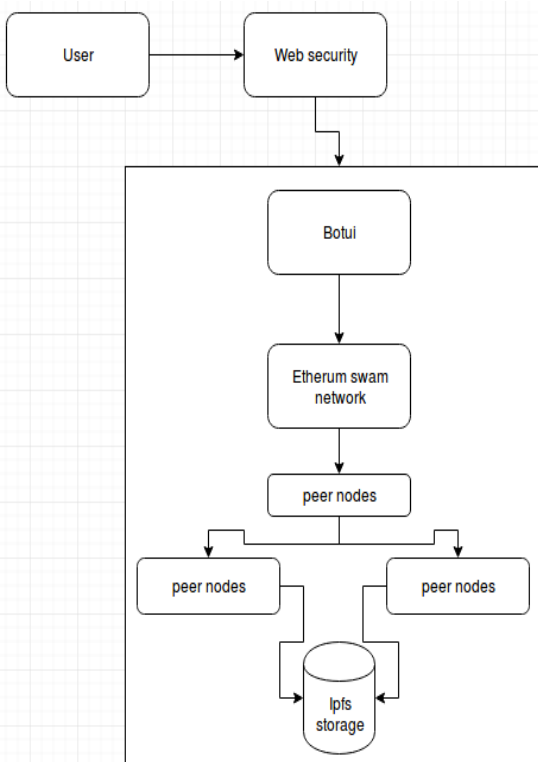 User
Web security
Botui
Etherum swam
network
peer nodes
peer nodes
peer nodes
Ipfs
storage